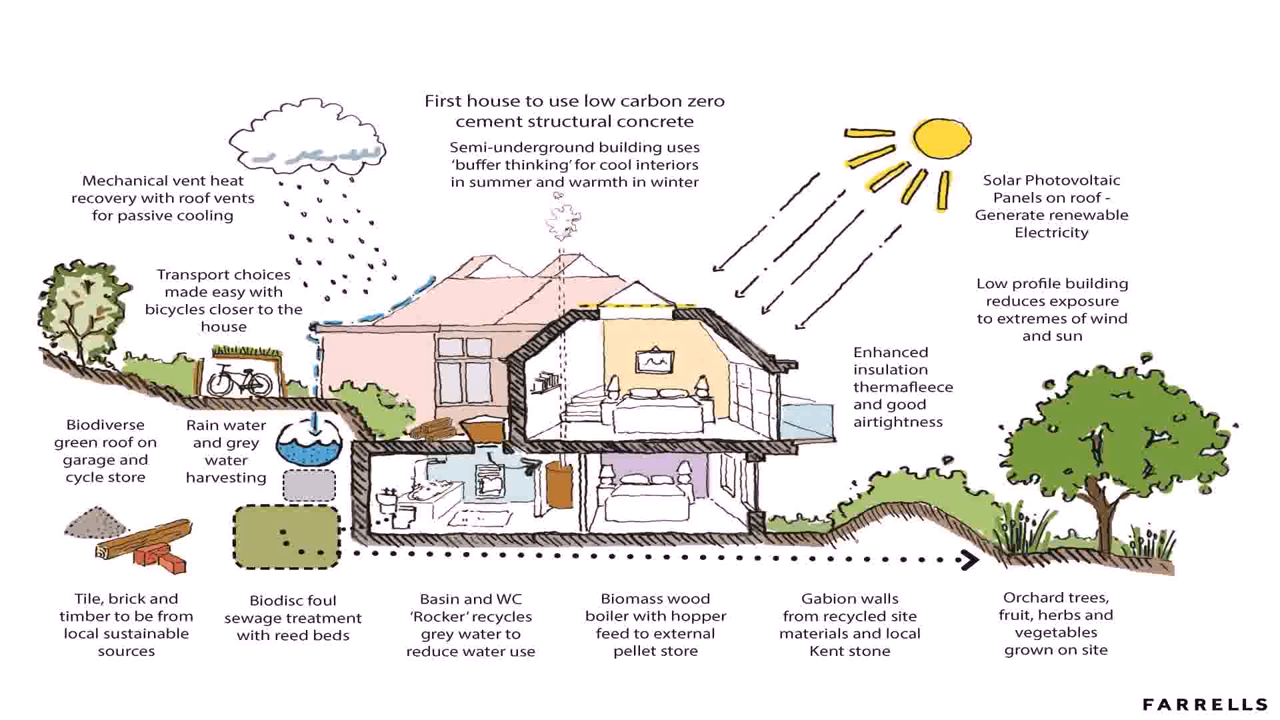 First house to use low carbon zero
cement structural concrete
Semi-underground building uses
'buffer thinking' for cool interiors
in summer and warmth in winter
Mechanical vent heat
recovery with roof vents
for passive cooling
Solar Photovoltaic
Panels on roof -
Generate renewable
Electricity
Transport choices
made easy with
bicycles closer to the
house
Low profile building
reduces exposure
to extremes of wind
and sun
Enhanced
insulation
thermafleece
and good
airtightness
Biodiverse
green roof on
garage and
cycle store
Rain water
and grey
water
harvesting
Tile, brick and
timber to be from
local sustainable
sources
Biodisc foul
sewage treatment
with reed beds
Basin and WC
'Rocker' recycles
grey water to
reduce water use
Biomass wood
boiler with hopper
feed to external
pellet store
Gabion walls
from recycled site
materials and local
Kent stone
Orchard trees,
fruit, herbs and
vegetables
grown on site
FARRELLS